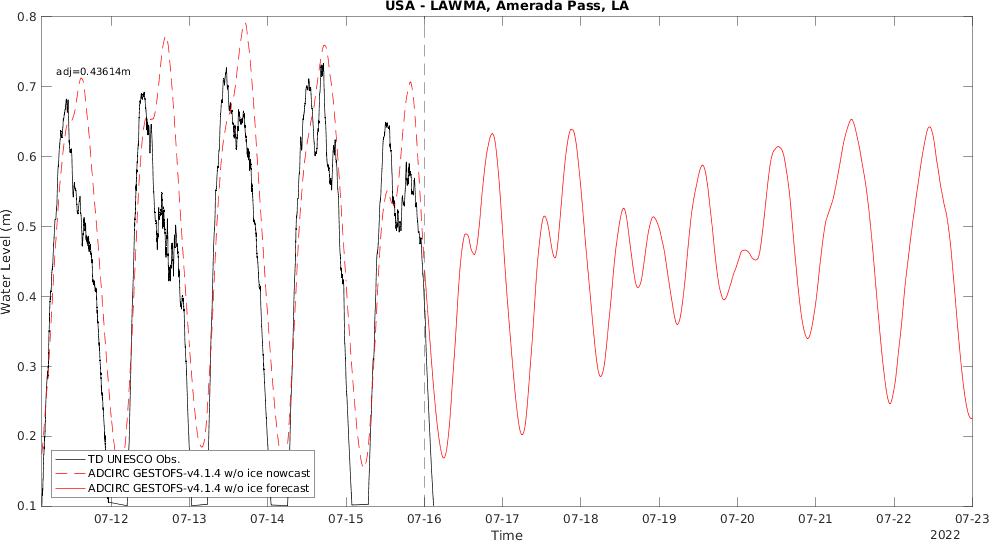 USA - LAWMA, Amerada Pass, LA
0.8
0.7
0.6
0.5
0.4
0.3
0.2
0.1
Water Level (m)
adj=0.43614m
TD UNESCO Obs.
ADCIRC GESTOFS-v4.1.4 w/o ice nowcast
ADCIRC GESTOFS-v4.1.4 w/o ice forecast
07-12 07-13 07-14 07-15 07-16 07-17 07-18 07-19 07-20 07-21 07-22 07-23
Time
2022